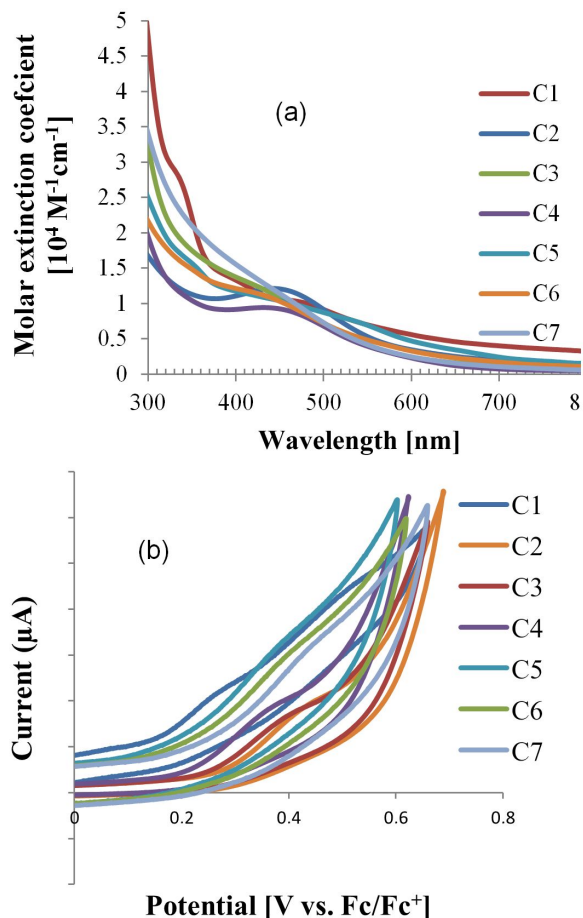 5
4.5
4
3.5
3
2.5
2
1.5
1
0.5
0
Molar extinction coefcient
[10⁴ M⁻¹cm⁻¹]
(a)
C1
C2
C3
C4
C5
C6
C7
300 400 500 600 700 80
Wavelength [nm]
(b)
C1
C2
C3
C4
C5
C6
C7
Current (µA)
0 0.2 0.4 0.6 0.8
Potential [V vs. Fc/Fc⁺]